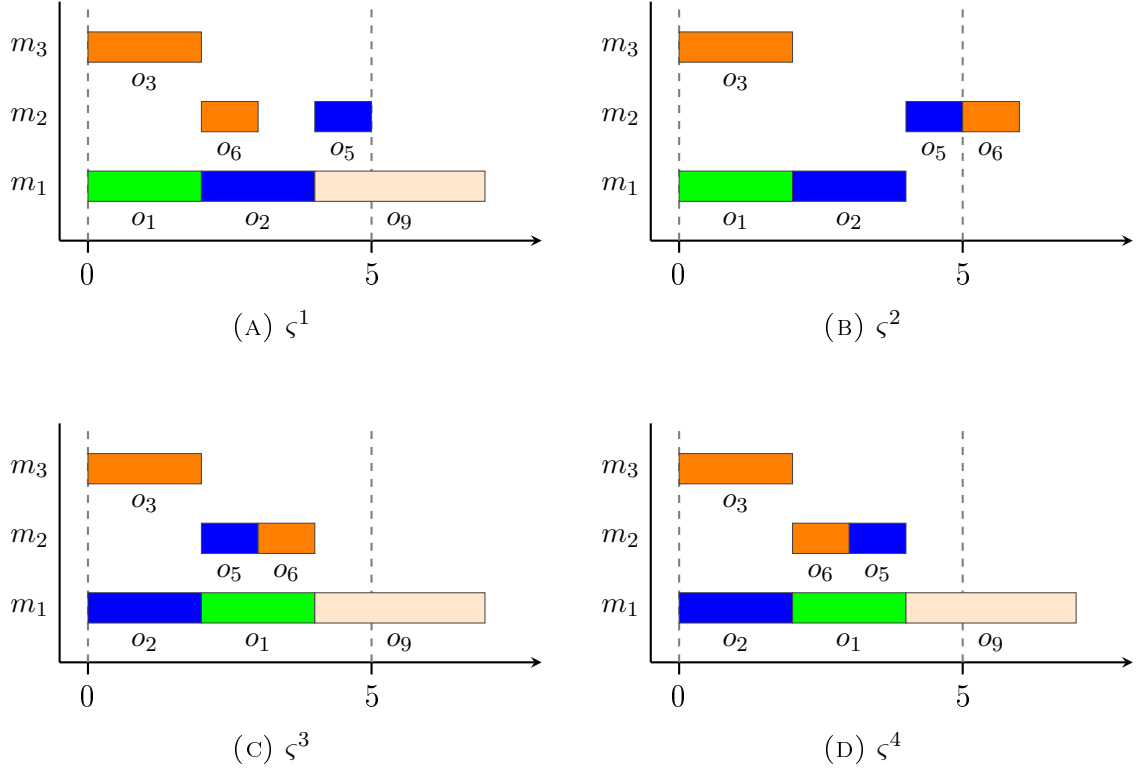 m₃
o₃
m₂
o₆ o₅
m₁
o₁ o₂ o₉
0 5
(A) ς¹
m₃
o₃
m₂
o₅ o₆
m₁
o₁ o₂
0 5
(B) ς²
m₃
o₃
m₂
o₅ o₆
m₁
o₂ o₁ o₉
0 5
(C) ς³
m₃
o₃
m₂
o₆ o₅
m₁
o₂ o₁ o₉
0 5
(D) ς⁴